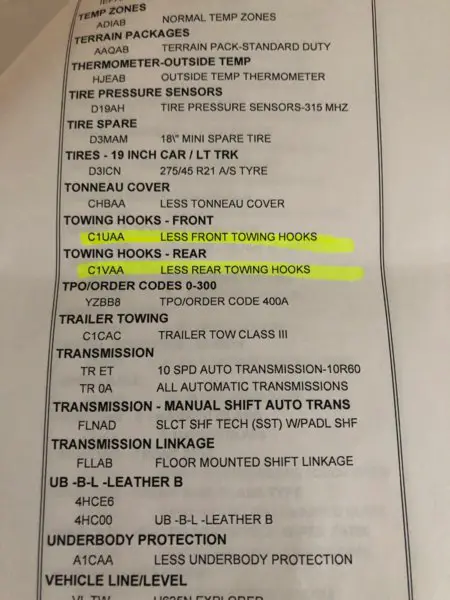 TEMP ZONES
ADIAB NORMAL TEMP ZONES
TERRAIN PACKAGES
AAQAB TERRAIN PACK-STANDARD DUTY
THERMOMETER-OUTSIDE TEMP
HJEAB OUTSIDE TEMP THERMOMETER
TIRE PRESSURE SENSORS
D19AH TIRE PRESSURE SENSORS-315 MHZ
TIRE SPARE
D3MAM 18\" MINI SPARE TIRE
TIRES - 19 INCH CAR / LT TRK
D3ICN 275/45 R21 A/S TYRE
TONNEAU COVER
CHBAA LESS TONNEAU COVER
TOWING HOOKS - FRONT
C1UAA LESS FRONT TOWING HOOKS
TOWING HOOKS - REAR
C1VAA LESS REAR TOWING HOOKS
TPO/ORDER CODES 0-300
YZBB8 TPO/ORDER CODE 400A
TRAILER TOWING
C1CAC TRAILER TOW CLASS III
TRANSMISSION
TR ET 10 SPD AUTO TRANSMISSION-10R60
TR 0A ALL AUTOMATIC TRANSMISSIONS
TRANSMISSION - MANUAL SHIFT AUTO TRANS
FLNAD SLCT SHF TECH (SST) W/PADL SHF
TRANSMISSION LINKAGE
FLLAB FLOOR MOUNTED SHIFT LINKAGE
UB -B-L -LEATHER B
4HCE6
4HC00 UB -B-L -LEATHER B
UNDERBODY PROTECTION
A1CAA LESS UNDERBODY PROTECTION
VEHICLE LINE/LEVEL